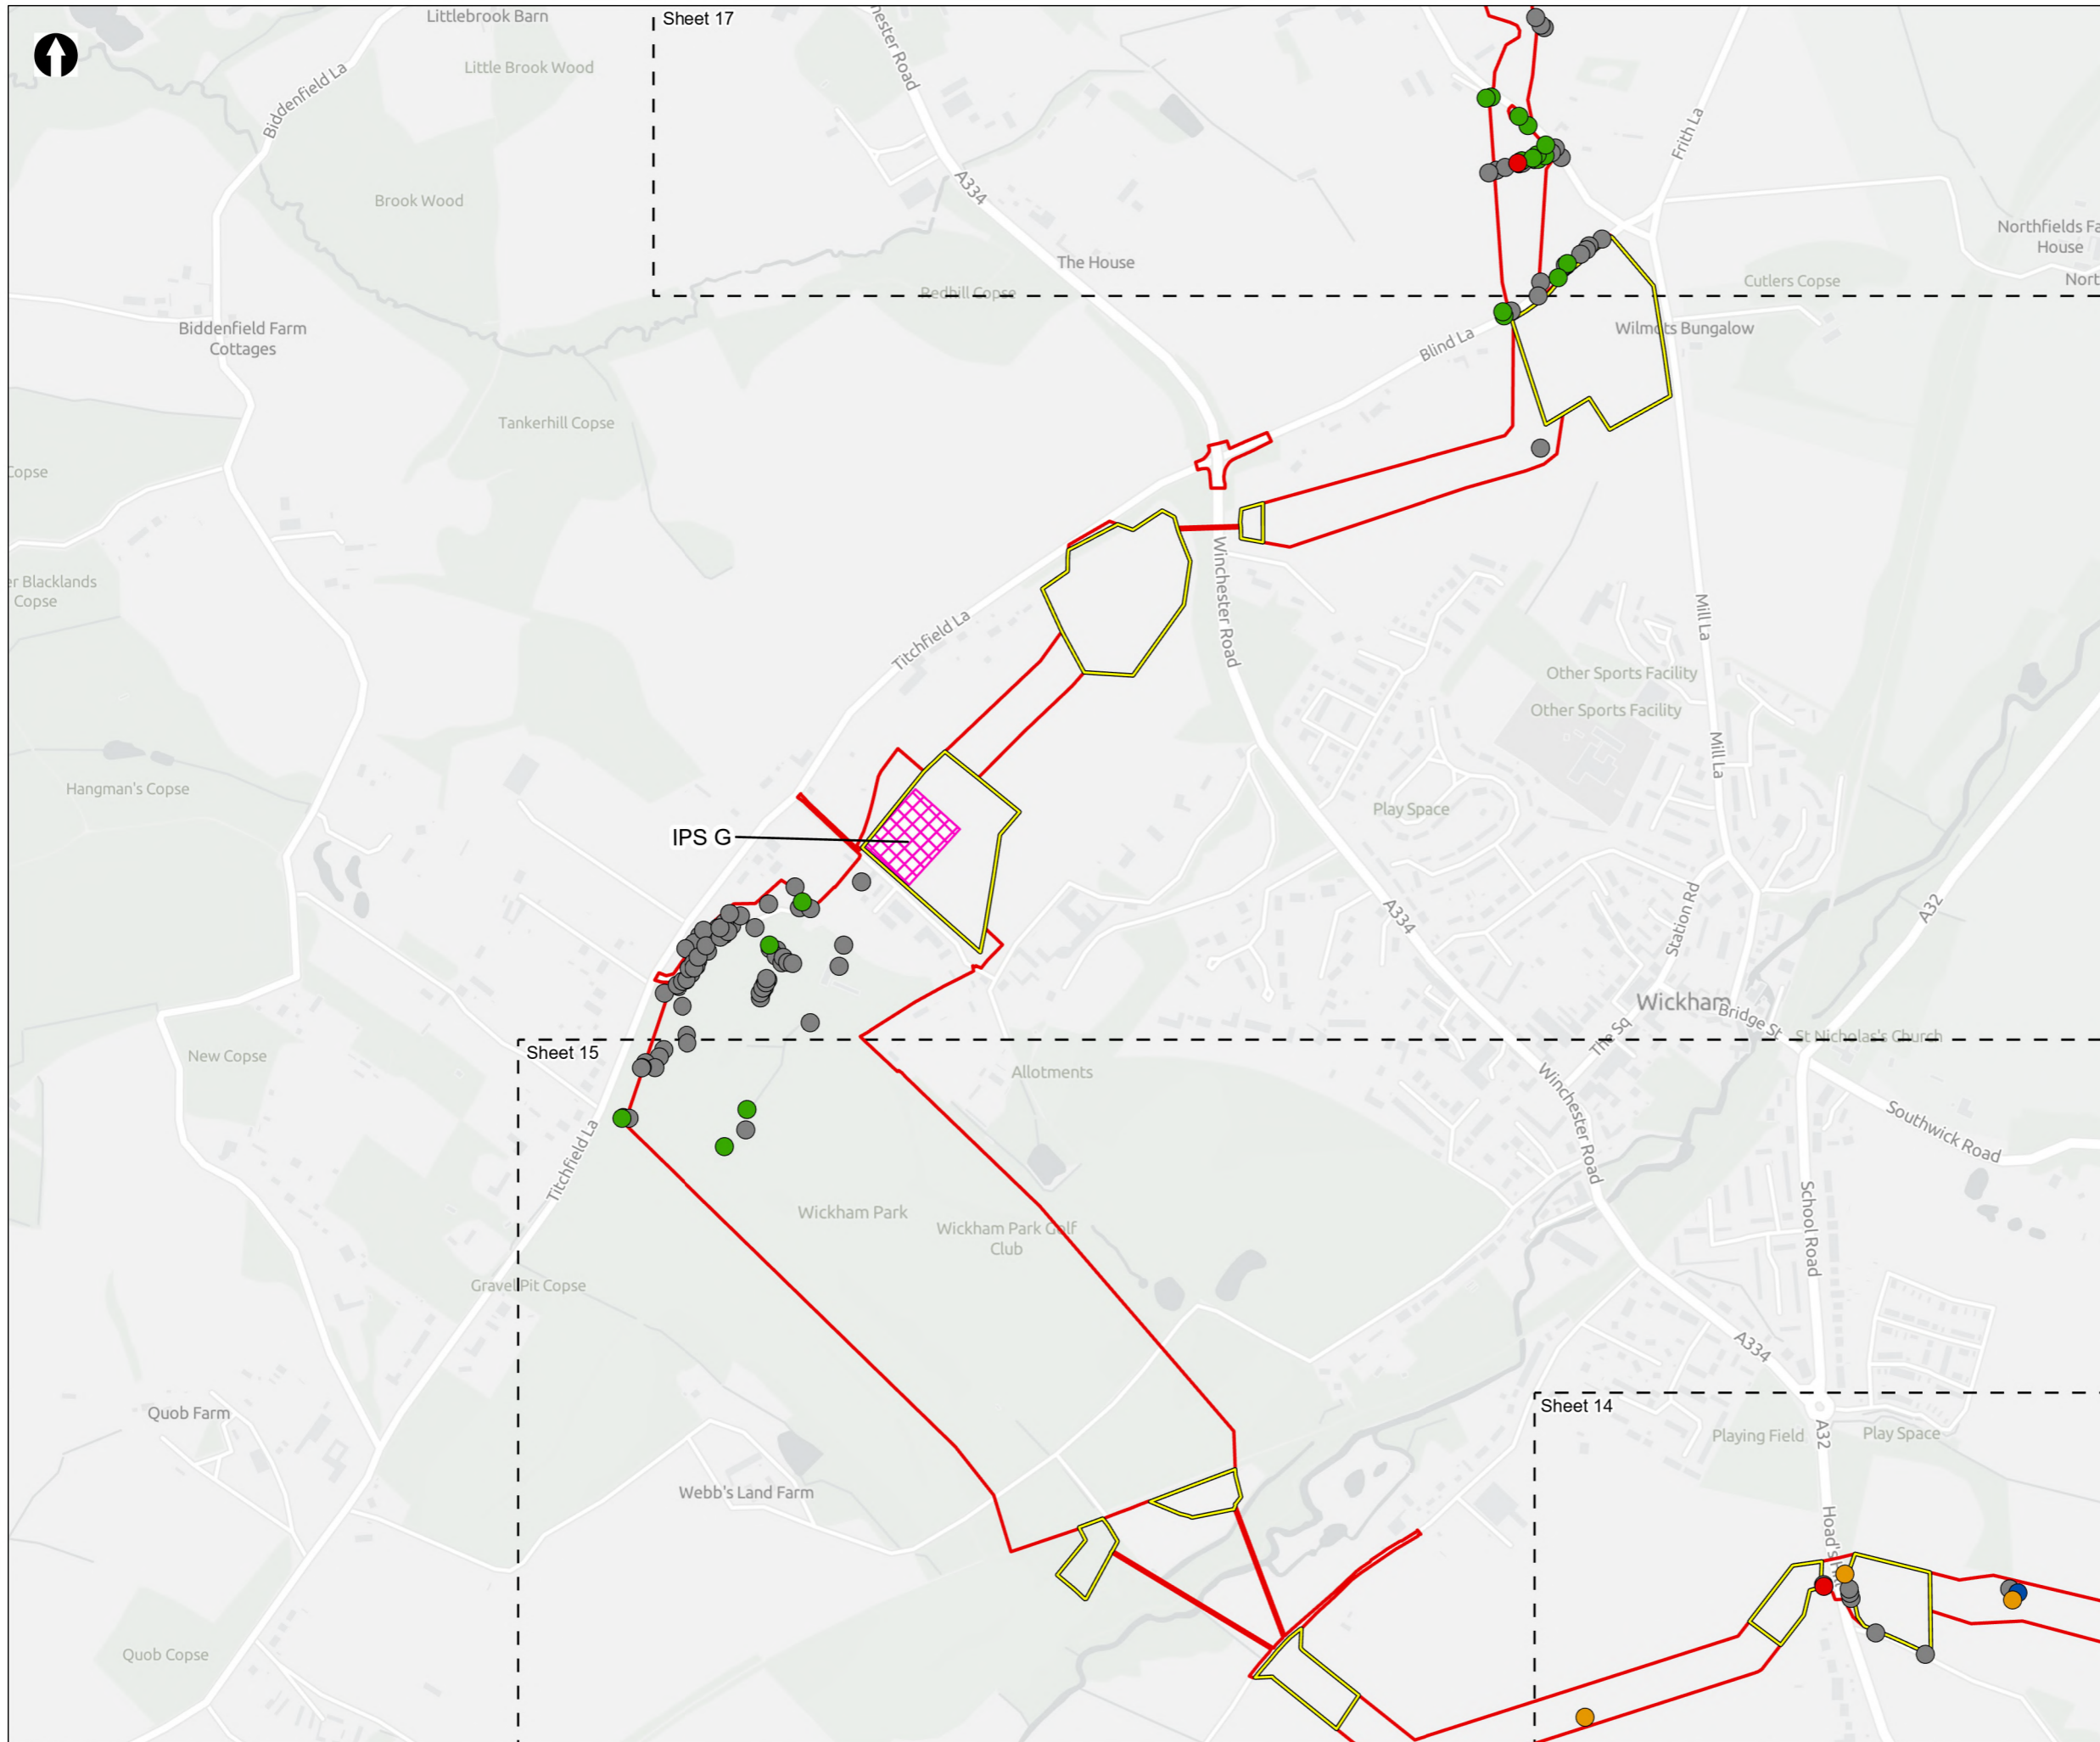 Littlebrook Barn
Sheet 17
Winchester Road
Biddenfield La
Little Brook Wood
Frith La
A334
Brook Wood
Northfields Fa
House
Nort
The House
Redhill Copse
Cutlers Copse
Biddenfield Farm
Cottages
Wilmots Bungalow
Blind La
Tankerhill Copse
Copse
er Blacklands
Copse
Winchester Road
Titchfield La
Mill La
Other Sports Facility
Other Sports Facility
Mill La
Hangman's Copse
Play Space
IPS G
A334
Station Rd
A32
Wickham
Bridge St
The Sq
St Nicholas's Church
New Copse
Sheet 15
Allotments
Winchester Road
Southwick Road
Titchfield La
Wickham Park
Wickham Park Golf
Club
School Road
Gravel Pit Copse
A334
Quob Farm
Sheet 14
Playing Field
Play Space
A32
Webb's Land Farm
Quob Copse